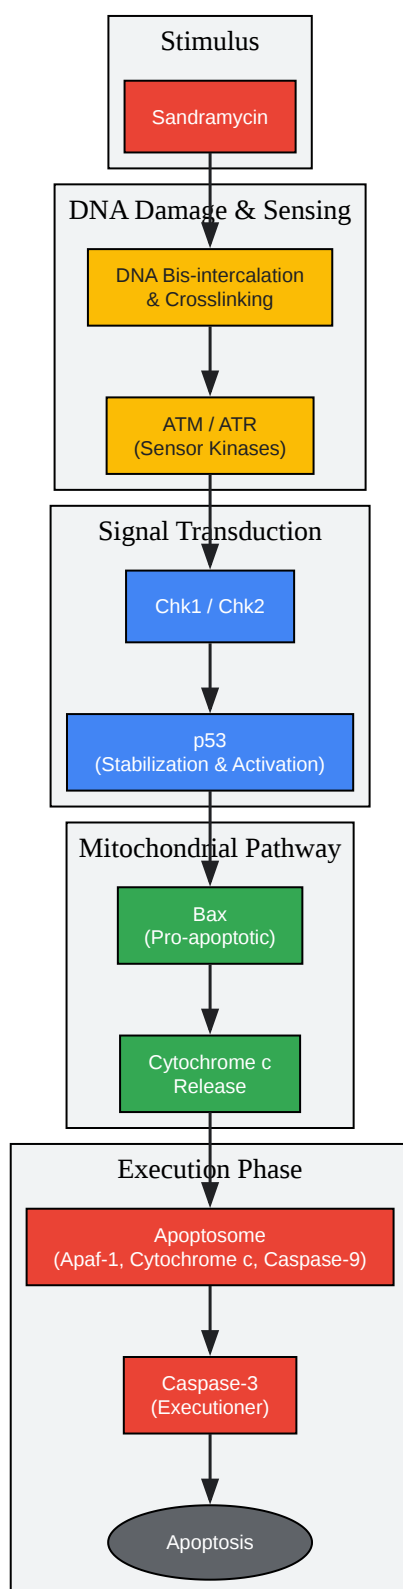 Stimulus
Sandramycin
DNA Damage & Sensing
DNA Bis-intercalation
& Crosslinking
ATM / ATR
(Sensor Kinases)
Signal Transduction
Chk1 / Chk2
p53
(Stabilization & Activation)
Mitochondrial Pathway
Bax
(Pro-apoptotic)
Cytochrome c
Release
Execution Phase
Apoptosome
(Apaf-1, Cytochrome c, Caspase-9)
Caspase-3
(Executioner)
Apoptosis